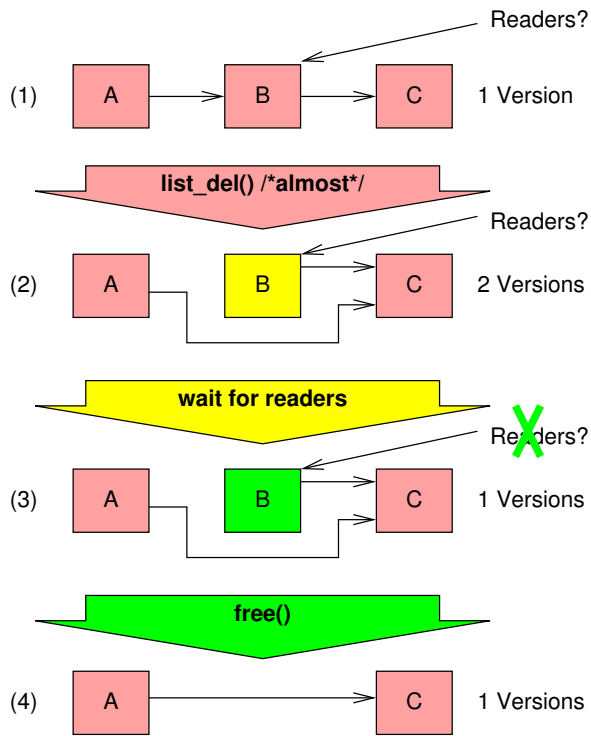 Readers?
(1) A B C 1 Version
list_del() /*almost*/
Readers?
(2) A B C 2 Versions
wait for readers
Readers?
(3) A B C 1 Versions
free()
(4) A C 1 Versions